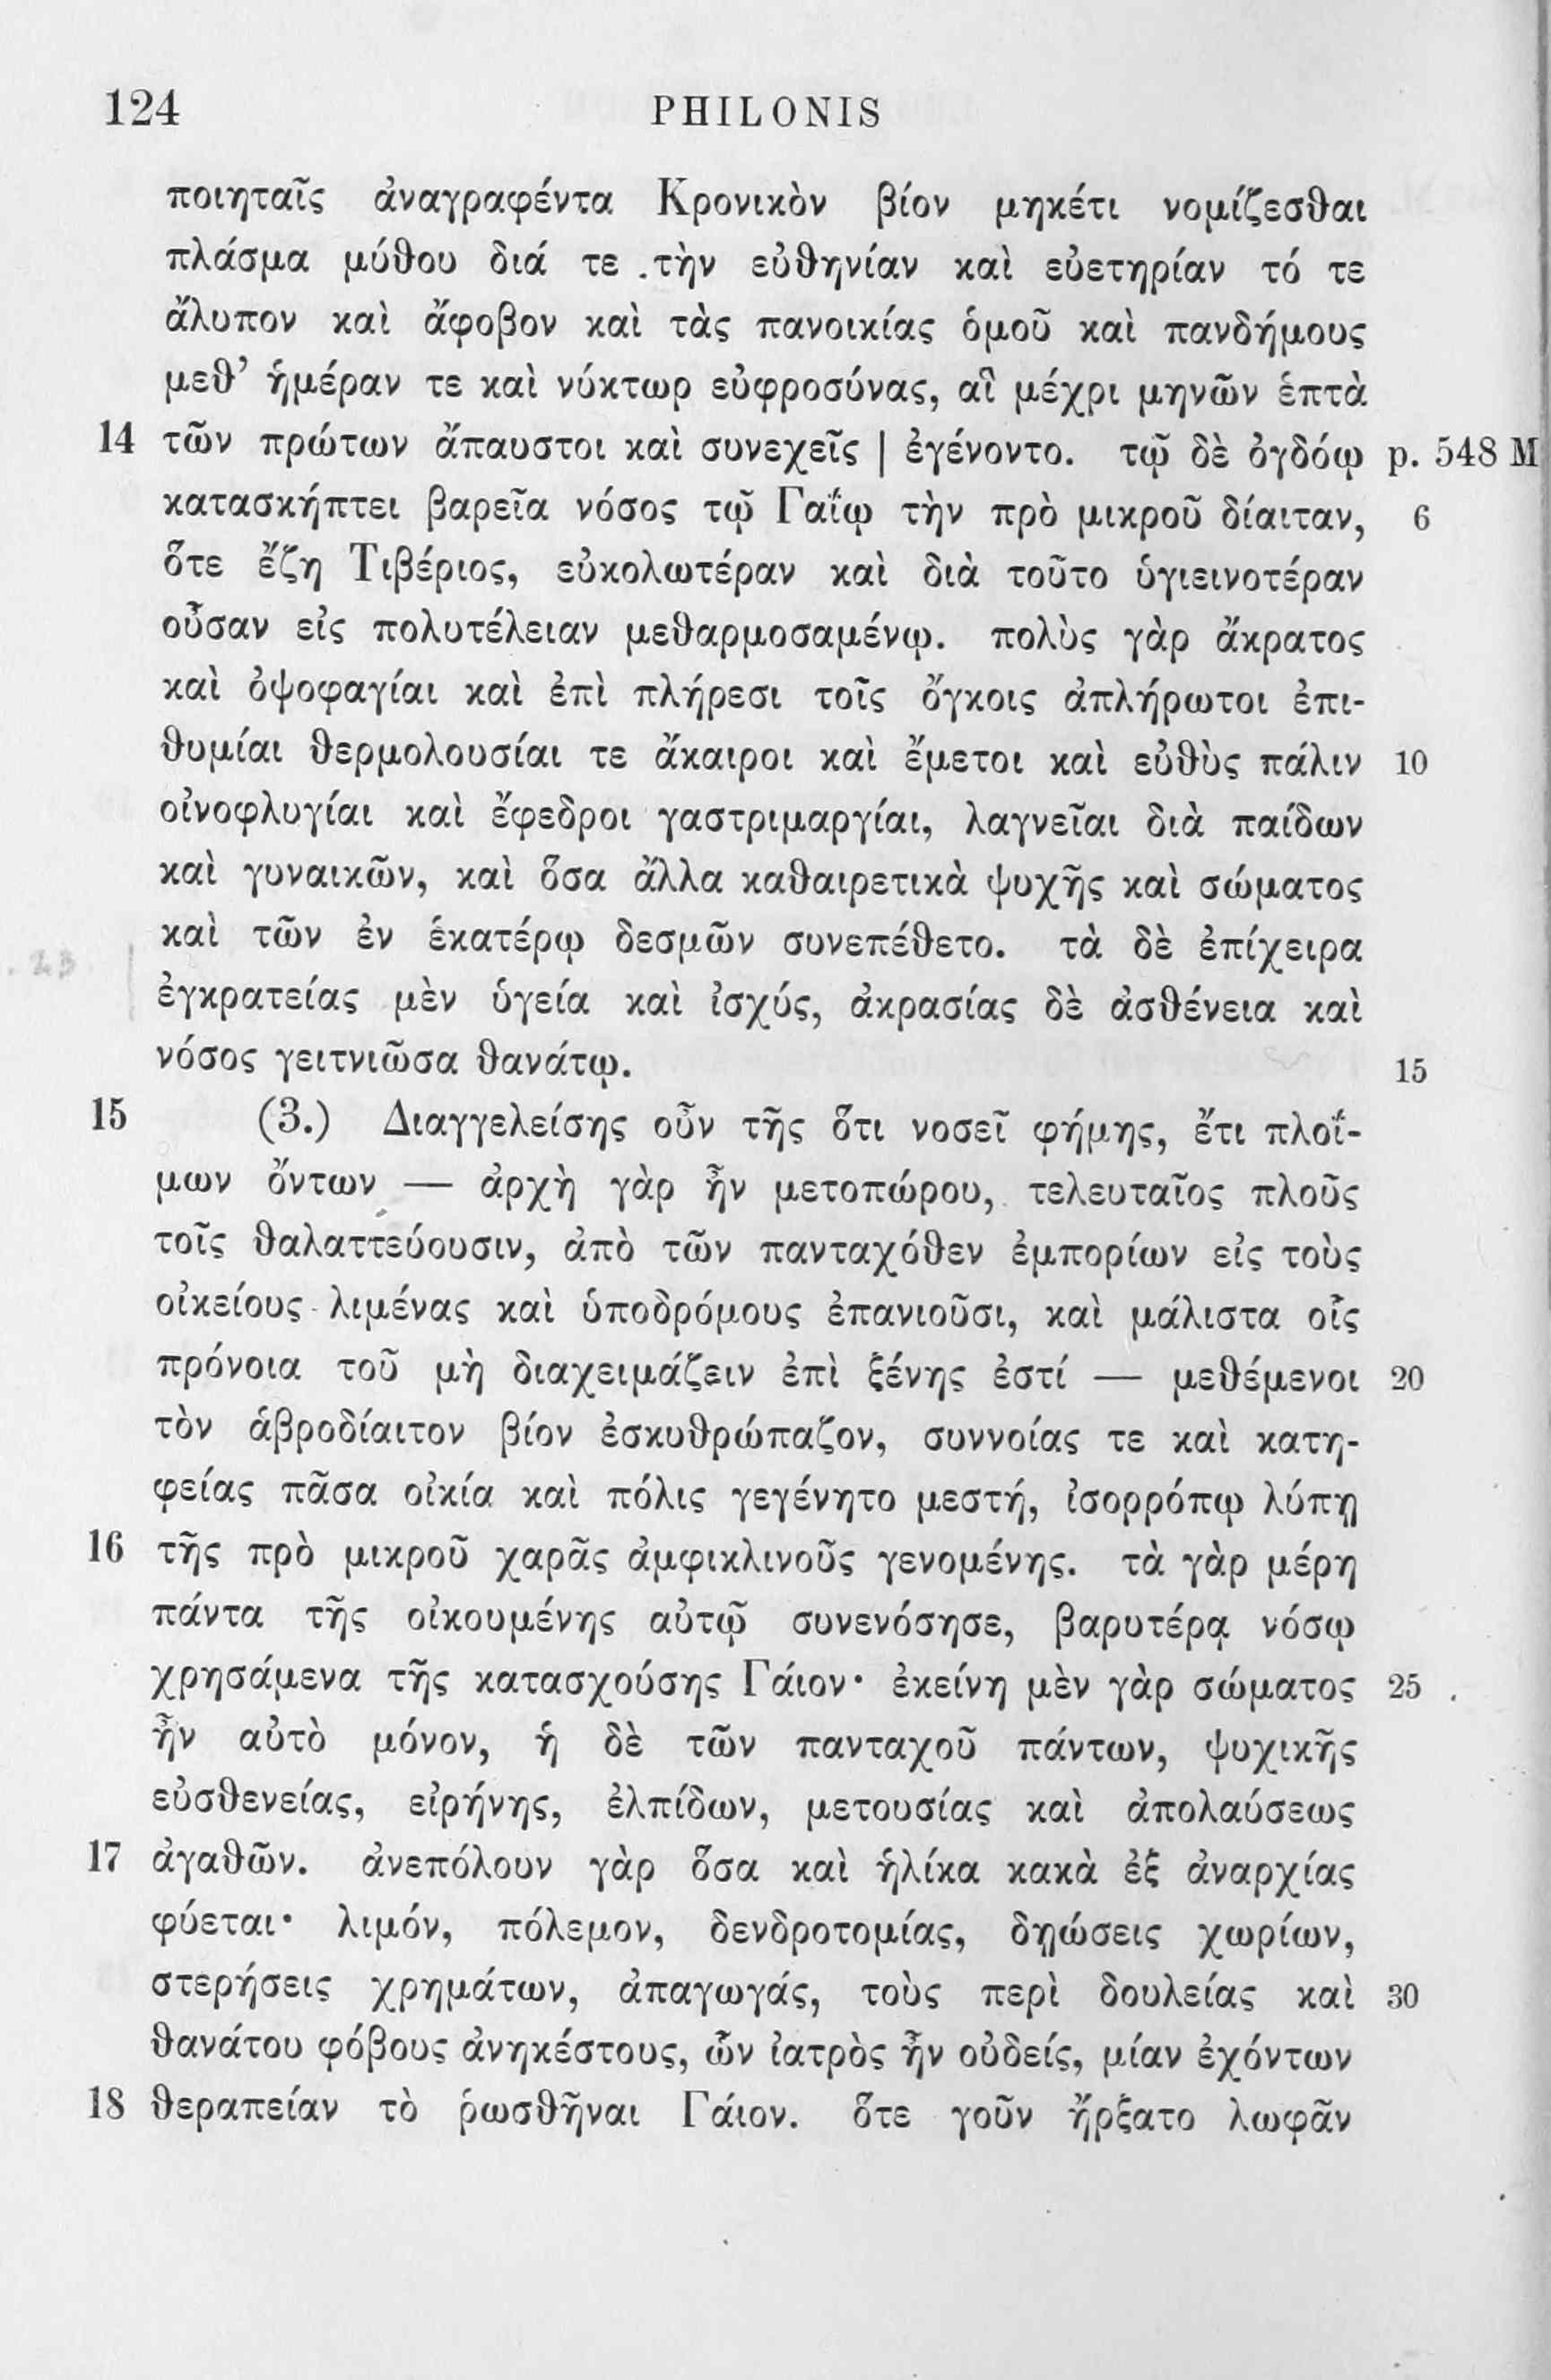 124 PHILONIS
ποιηταῖς ἀναγραφέντα Κρονικὸν βίον μηκέτι νομίζεσθαι
πλάσμα μύθου διά τε τὴν εὐθηνίαν καὶ εὐετηρίαν τό τε
ἄλυπον καὶ ἄφοβον καὶ τὰς πανοικίας ὁμοῦ καὶ πανδήμους
μεθ’ ἡμέραν τε καὶ νύκτωρ εὐφροσύνας, αἳ μέχρι μηνῶν ἑπτὰ
14 τῶν πρώτων ἄπαυστοι καὶ συνεχεῖς | ἐγένοντο. τῷ δὲ ὀγδόῳ p. 548 M
κατασκήπτει βαρεῖα νόσος τῷ Γαΐῳ τὴν πρὸ μικροῦ δίαιταν, 6
ὅτε ἔζη Τιβέριος, εὐκολωτέραν καὶ διὰ τοῦτο ὑγιεινοτέραν
οὖσαν εἰς πολυτέλειαν μεθαρμοσαμένῳ. πολὺς γὰρ ἄκρατος
καὶ ὀψοφαγίαι καὶ ἐπὶ πλήρεσι τοῖς ὄγκοις ἀπλήρωτοι ἐπι-
θυμίαι θερμολουσίαι τε ἄκαιροι καὶ ἔμετοι καὶ εὐθὺς πάλιν 10
οἰνοφλυγίαι καὶ ἔφεδροι γαστριμαργίαι, λαγνεῖαι διὰ παίδων
καὶ γυναικῶν, καὶ ὅσα ἄλλα καθαιρετικὰ ψυχῆς καὶ σώματος
καὶ τῶν ἐν ἑκατέρῳ δεσμῶν συνεπέθετο. τὰ δὲ ἐπίχειρα
ἐγκρατείας μὲν ὑγεία καὶ ἰσχύς, ἀκρασίας δὲ ἀσθένεια καὶ
νόσος γειτνιῶσα θανάτῳ. 15
15 (3.) Διαγγελείσης οὖν τῆς ὅτι νοσεῖ φήμης, ἔτι πλοΐ-
μων ὄντων — ἀρχὴ γὰρ ἦν μετοπώρου, τελευταῖος πλοῦς
τοῖς θαλαττεύουσιν, ἀπὸ τῶν πανταχόθεν ἐμπορίων εἰς τοὺς
οἰκείους λιμένας καὶ ὑποδρόμους ἐπανιοῦσι, καὶ μάλιστα οἷς
πρόνοια τοῦ μὴ διαχειμάζειν ἐπὶ ξένης ἐστί — μεθέμενοι 20
τὸν ἁβροδίαιτον βίον ἐσκυθρώπαζον, συννοίας τε καὶ κατη-
φείας πᾶσα οἰκία καὶ πόλις γεγένητο μεστή, ἰσορρόπῳ λύπῃ
16 τῆς πρὸ μικροῦ χαρᾶς ἀμφικλινοῦς γενομένης. τὰ γὰρ μέρη
πάντα τῆς οἰκουμένης αὐτῷ συνενόσησε, βαρυτέρᾳ νόσῳ
χρησάμενα τῆς κατασχούσης Γάιον· ἐκείνη μὲν γὰρ σώματος 25
ἦν αὐτὸ μόνον, ἡ δὲ τῶν πανταχοῦ πάντων, ψυχικῆς
εὐσθενείας, εἰρήνης, ἐλπίδων, μετουσίας καὶ ἀπολαύσεως
17 ἀγαθῶν. ἀνεπόλουν γὰρ ὅσα καὶ ἡλίκα κακὰ ἐξ ἀναρχίας
φύεται· λιμόν, πόλεμον, δενδροτομίας, δῃώσεις χωρίων,
στερήσεις χρημάτων, ἀπαγωγάς, τοὺς περὶ δουλείας καὶ 30
θανάτου φόβους ἀνηκέστους, ὧν ἰατρὸς ἦν οὐδείς, μίαν ἐχόντων
18 θεραπείαν τὸ ῥωσθῆναι Γάιον. ὅτε γοῦν ἤρξατο λωφᾶν